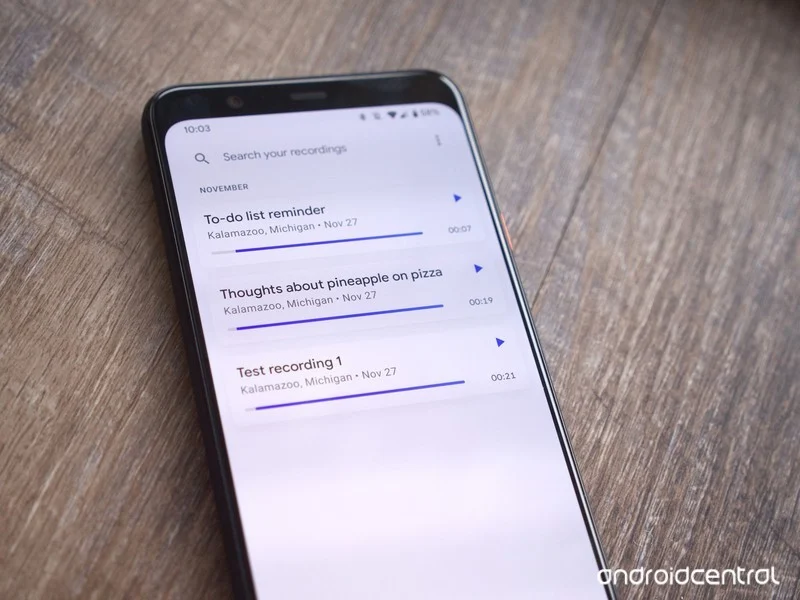 10:03
Search your recordings
NOVEMBER
To-do list reminder
Kalamazoo, Michigan • Nov 27
00:07
Thoughts about pineapple on pizza
Kalamazoo, Michigan • Nov 27
00:19
Test recording 1
Kalamazoo, Michigan • Nov 27
00:21
androidcentral